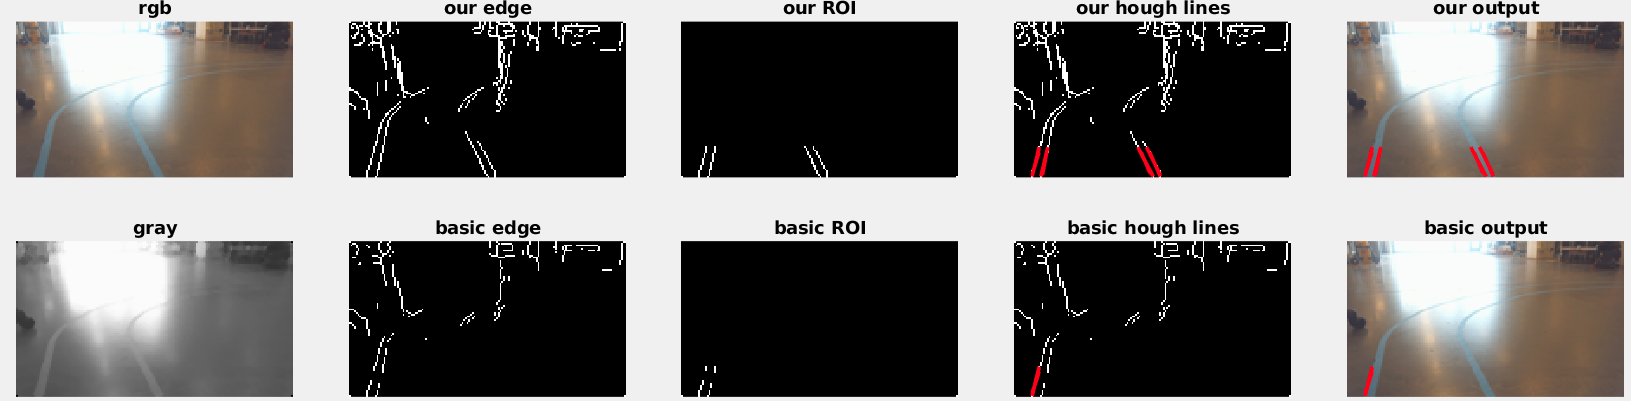 rgb
our edge
our ROI
our hough lines
our output
gray
basic edge
basic ROI
basic hough lines
basic output